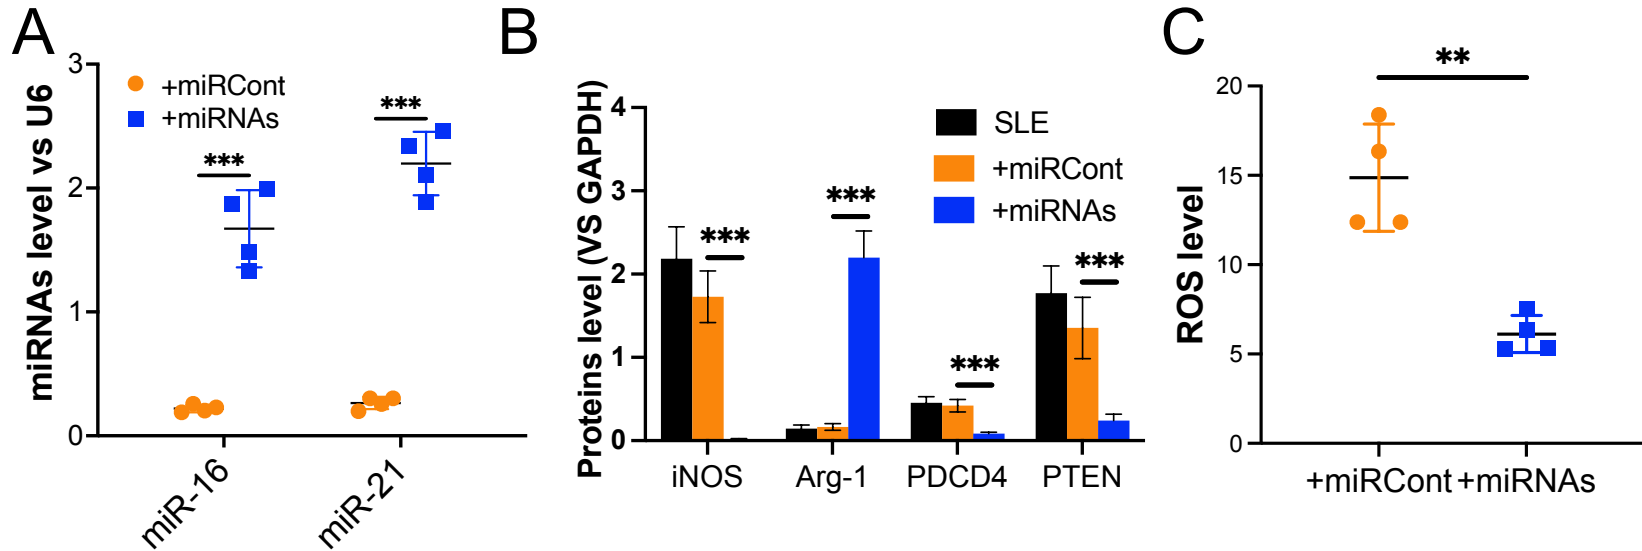 A
miRNAs level vs U6
3
2
1
0
+miRCont
+miRNAs
***
***
miR-16
miR-21
B
Proteins level (VS GAPDH)
4
3
2
1
0
SLE
+miRCont
+miRNAs
***
***
***
***
iNOS
Arg-1
PDCD4
PTEN
C
ROS level
20
15
10
5
0
**
+miRCont +miRNAs